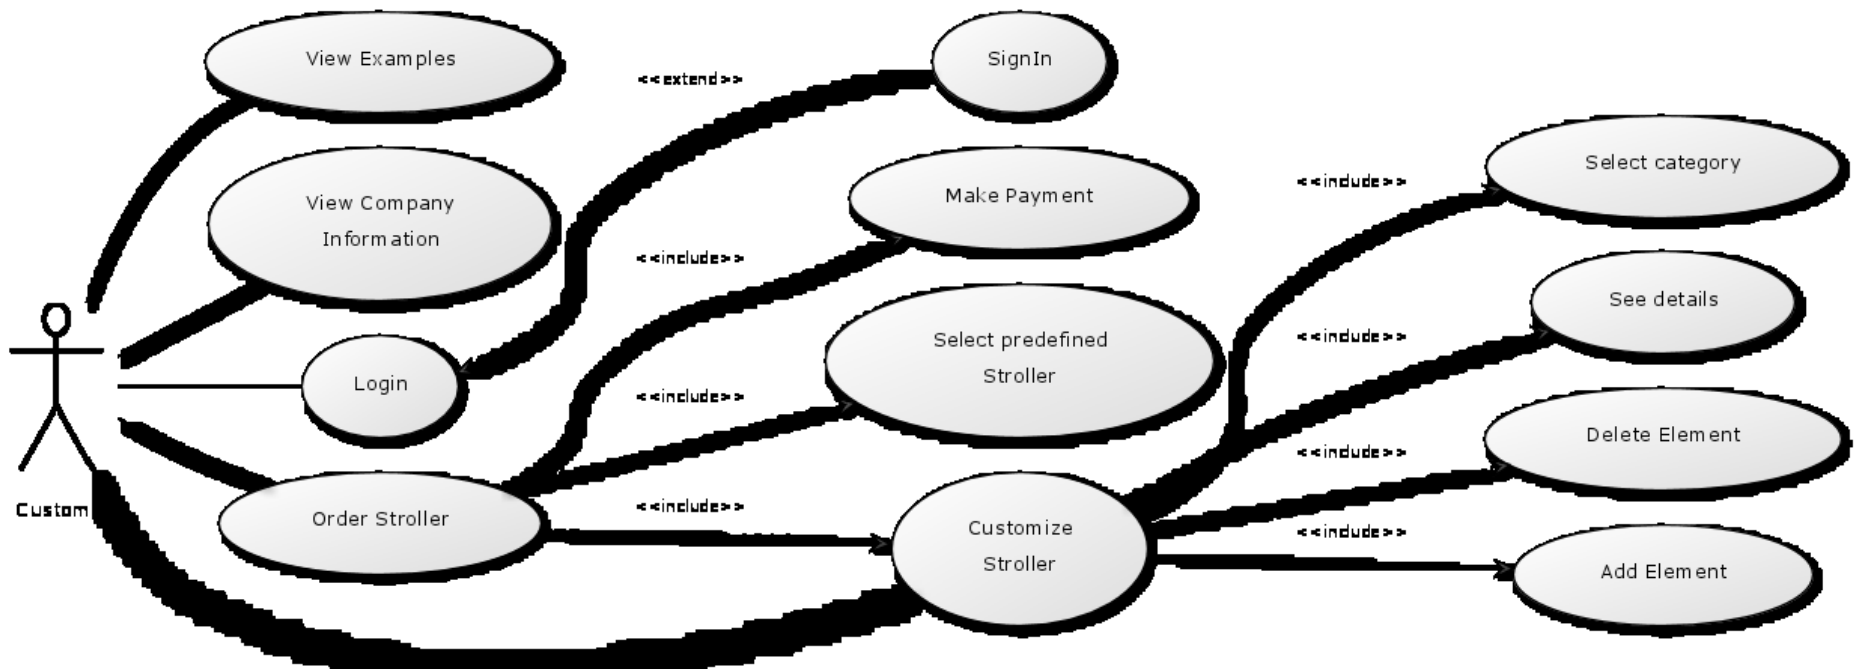 View Examples
<<extend>>
SignIn
View Company
Information
<<include>>
Make Payment
<<include>>
Select category
Login
<<include>>
Select predefined
Stroller
<<include>>
See details
<<include>>
Delete Element
Custom
Order Stroller
<<include>>
Customize
Stroller
<<include>>
Add Element